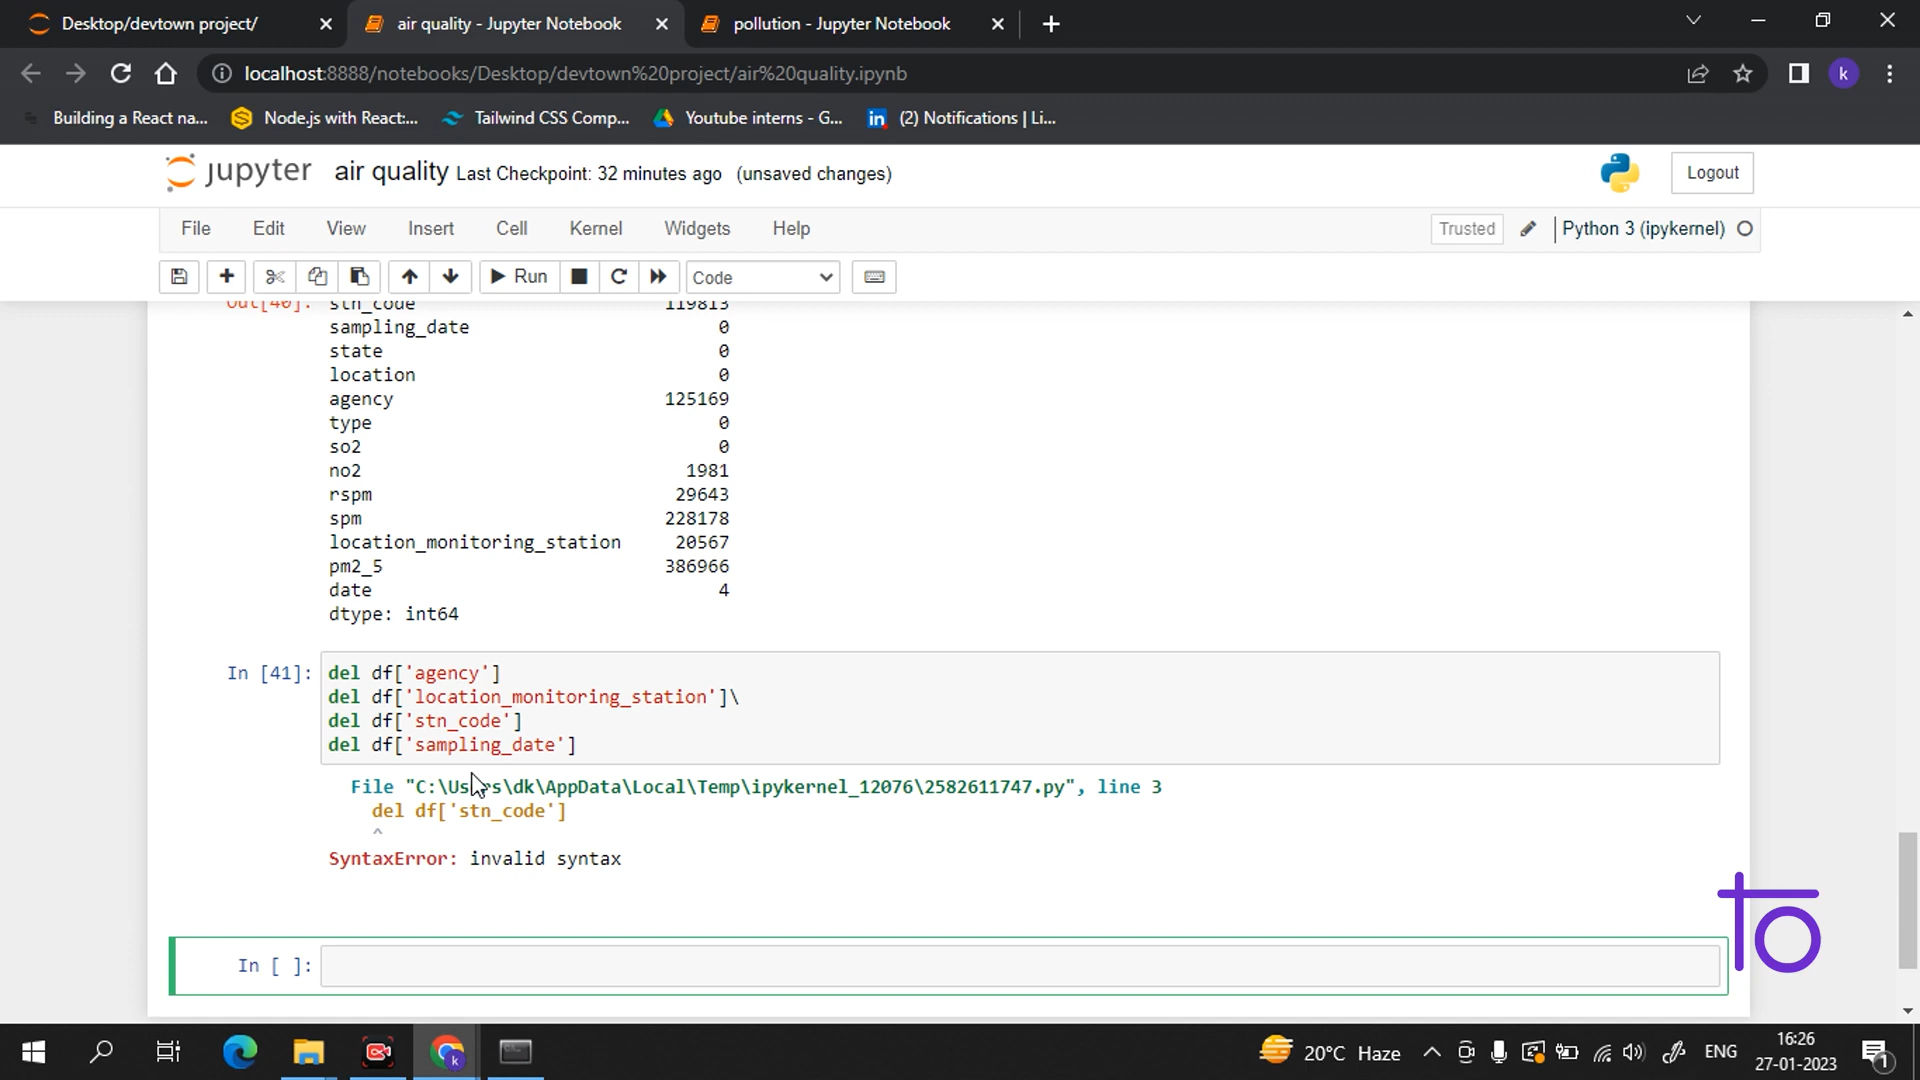 Desktop/devtown project/
air quality - Jupyter Notebook
pollution - Jupyter Notebook
localhost:8888/notebooks/Desktop/devtown%20project/air%20quality.ipynb
k
Building a React na...
Node.js with React:...
Tailwind CSS Comp...
Youtube interns - G...
in
(2) Notifications | Li...
jupyter
air quality Last Checkpoint: 32 minutes ago (unsaved changes)
Logout
File Edit View Insert Cell Kernel Widgets Help
Trusted
Python 3 (ipykernel)
Run
Code
Out[40]: stn_code 119813
sampling_date 0
state 0
location 0
agency 125169
type 0
so2 0
no2 1981
rspm 29643
spm 228178
location_monitoring_station 20567
pm2_5 386966
date 4
dtype: int64
In [41]: del df['agency']
del df['location_monitoring_station']\
del df['stn_code']
del df['sampling_date']
File "C:\Users\dk\AppData\Local\Temp\ipykernel_12076\2582611747.py", line 3
del df['stn_code']
^
SyntaxError: invalid syntax
In [ ]:
k
20°C Haze
ENG
16:26
27-01-2023
1